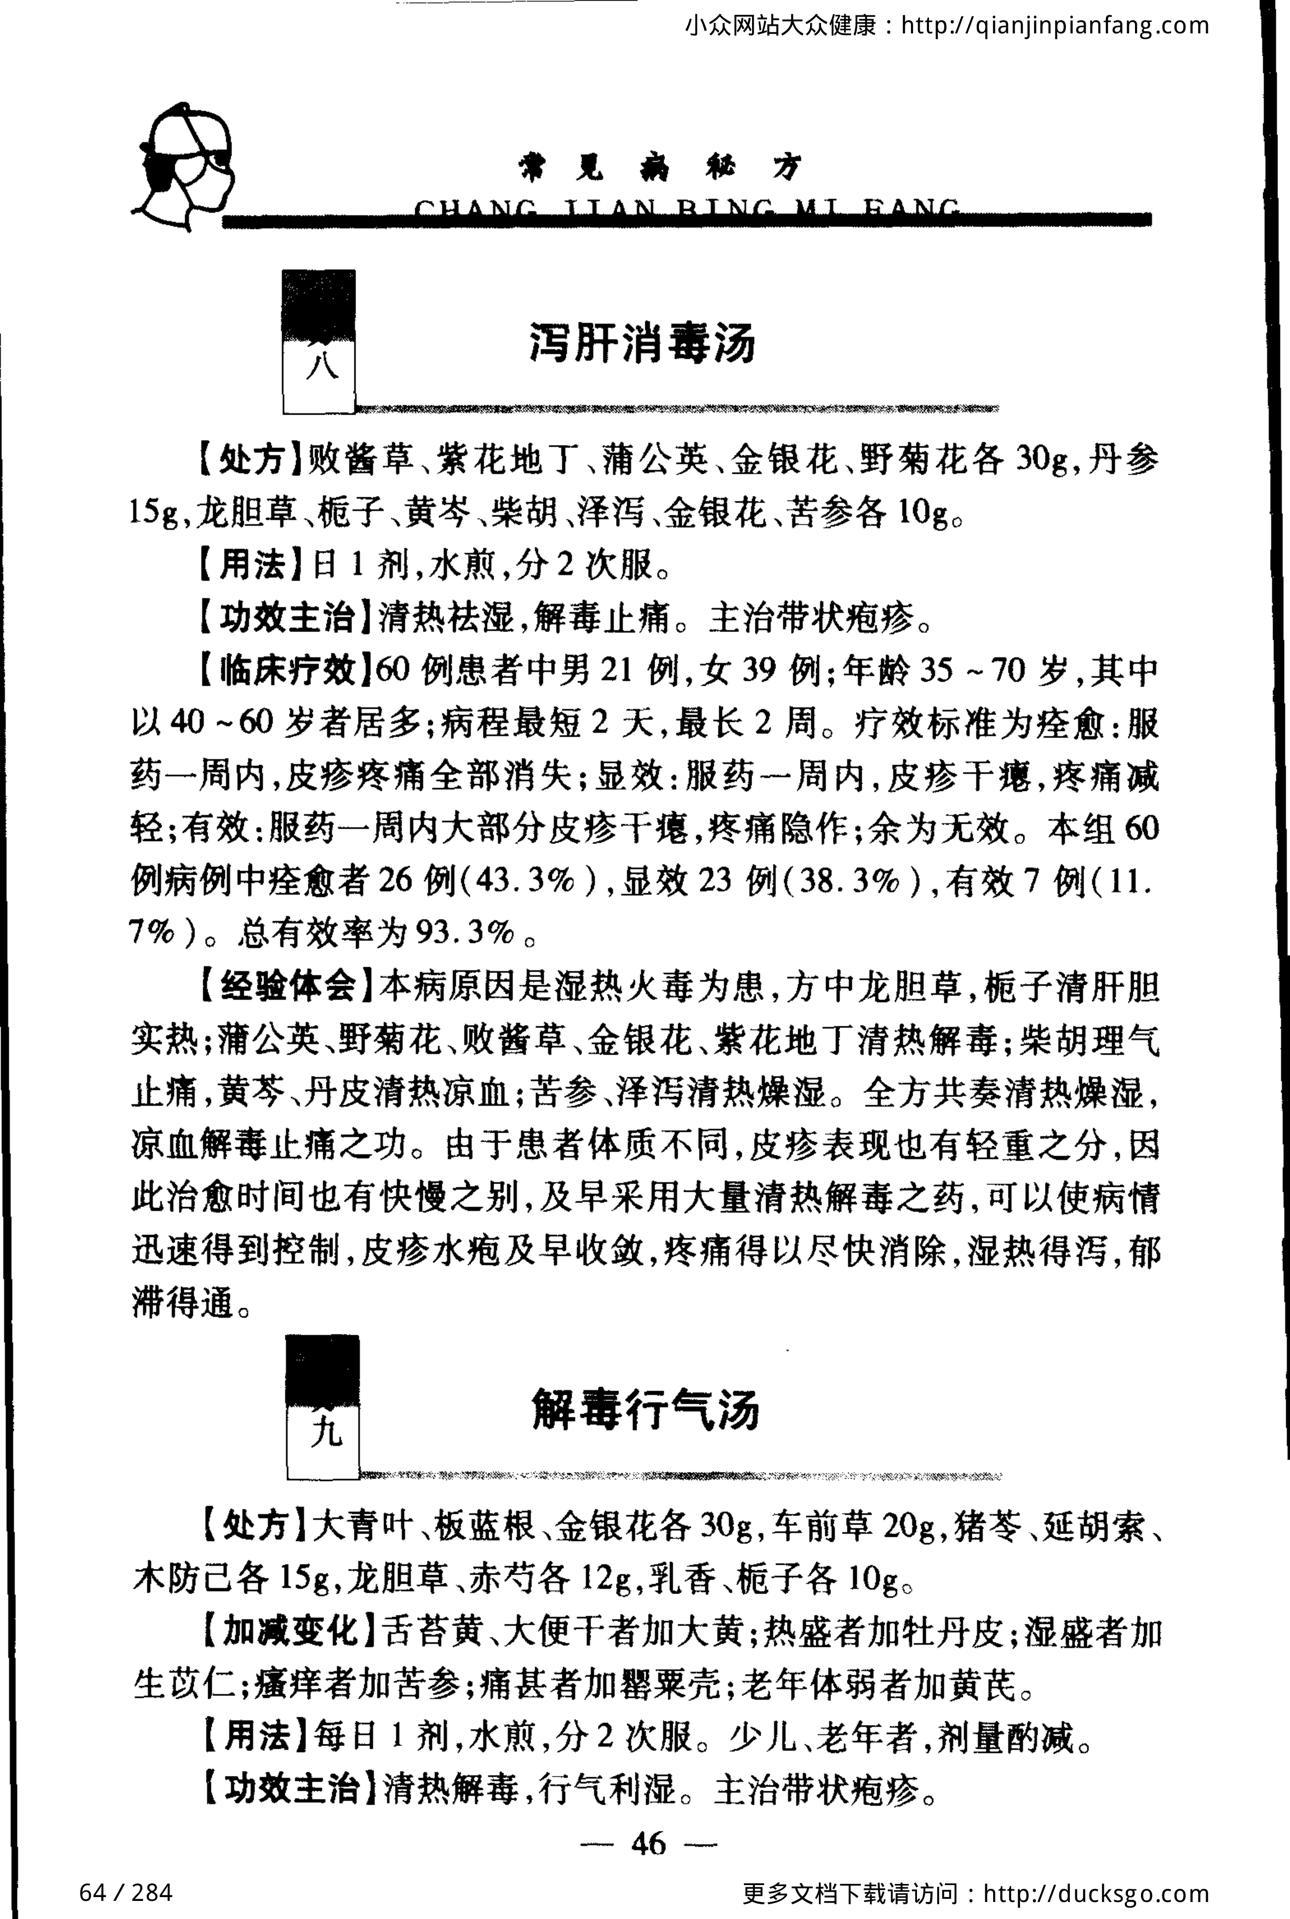 小众网站大众健康：http://qianjinpianfang.com
常见病秘方
CHANG JIAN BING MI FANG
八
泻肝消毒汤
【处方】败酱草、紫花地丁、蒲公英、金银花、野菊花各 30g,丹参
15g,龙胆草、栀子、黄岑、柴胡、泽泻、金银花、苦参各 10g。
【用法】日 1 剂,水煎,分 2 次服。
【功效主治】清热祛湿,解毒止痛。主治带状疱疹。
【临床疗效】60 例患者中男 21 例,女 39 例;年龄 35 ~ 70 岁,其中
以 40 ~ 60 岁者居多;病程最短 2 天,最长 2 周。疗效标准为痊愈:服
药一周内,皮疹疼痛全部消失;显效:服药一周内,皮疹干瘪,疼痛减
轻;有效:服药一周内大部分皮疹干瘪,疼痛隐作;余为无效。本组 60
例病例中痊愈者 26 例(43.3%),显效 23 例(38.3%),有效 7 例(11.
7%)。总有效率为 93.3%。
【经验体会】本病原因是湿热火毒为患,方中龙胆草,栀子清肝胆
实热;蒲公英、野菊花、败酱草、金银花、紫花地丁清热解毒;柴胡理气
止痛,黄芩、丹皮清热凉血;苦参、泽泻清热燥湿。全方共奏清热燥湿,
凉血解毒止痛之功。由于患者体质不同,皮疹表现也有轻重之分,因
此治愈时间也有快慢之别,及早采用大量清热解毒之药,可以使病情
迅速得到控制,皮疹水疱及早收敛,疼痛得以尽快消除,湿热得泻,郁
滞得通。
九
解毒行气汤
【处方】大青叶、板蓝根、金银花各 30g,车前草 20g,猪苓、延胡索、
木防己各 15g,龙胆草、赤芍各 12g,乳香、栀子各 10g。
【加减变化】舌苔黄、大便干者加大黄;热盛者加牡丹皮;湿盛者加
生苡仁;瘙痒者加苦参;痛甚者加罂粟壳;老年体弱者加黄芪。
【用法】每日 1 剂,水煎,分 2 次服。少儿、老年者,剂量酌减。
【功效主治】清热解毒,行气利湿。主治带状疱疹。
— 46 —
64 / 284
更多文档下载请访问：http://ducksgo.com